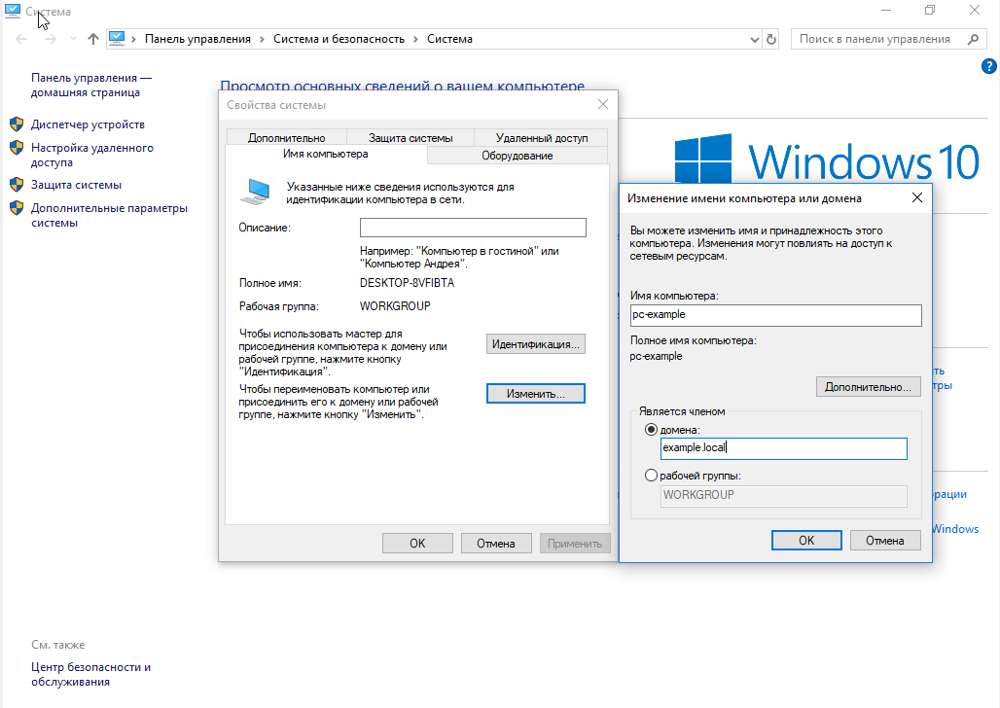 Система
Панель управления
Система и безопасность
Система
Поиск в панели управления
?
Панель управления —
домашняя страница
Диспетчер устройств
Настройка удаленного
доступа
Защита системы
Дополнительные параметры
системы
См. также
Центр безопасности и
обслуживания
Просмотр основных сведений о вашем компьютере
Windows 10
Свойства системы
Дополнительно
Защита системы
Удаленный доступ
Имя компьютера
Оборудование
Указанные ниже сведения используются для
идентификации компьютера в сети.
Описание:
Например: "Компьютер в гостиной" или
"Компьютер Андрея".
Полное имя:
DESKTOP-8VFIBTA
Рабочая группа:
WORKGROUP
Чтобы использовать мастер для
присоединения компьютера к домену или
рабочей группе, нажмите кнопку
"Идентификация".
Идентификация...
Чтобы переименовать компьютер или
присоединить его к домену или рабочей
группе, нажмите кнопку "Изменить".
Изменить...
OK
Отмена
Применить
Изменение имени компьютера или домена
Вы можете изменить имя и принадлежность этого
компьютера. Изменения могут повлиять на доступ к
сетевым ресурсам.
Имя компьютера:
pc-example
Полное имя компьютера:
pc-example
Дополнительно...
Является членом
домена:
example.local
рабочей группы:
WORKGROUP
OK
Отмена
ть
тры
рации
Windows